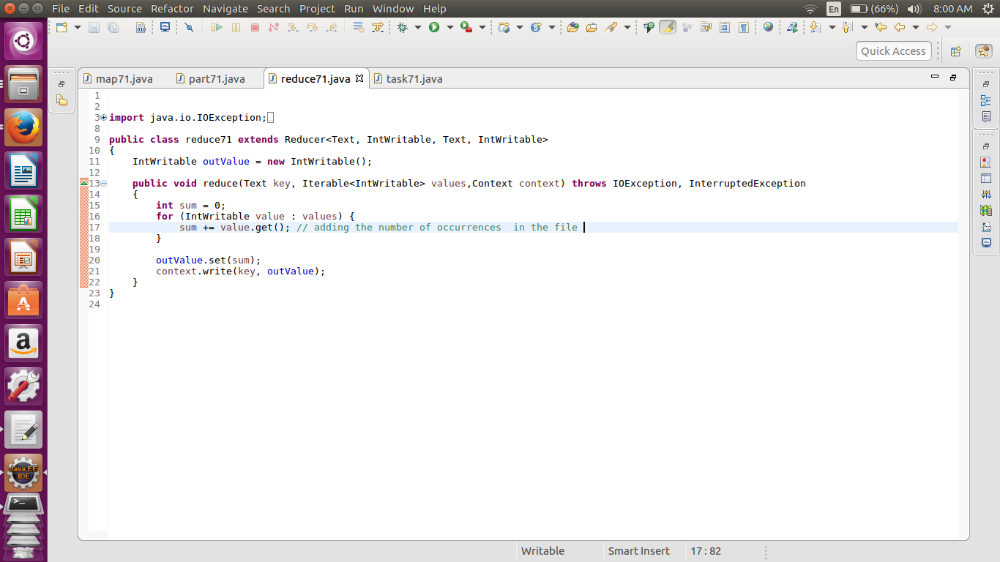 File Edit Source Refactor Navigate Search Project Run Window Help
En (66%) 8:00 AM
010
Quick Access
map71.java part71.java reduce71.java task71.java
1
2
3 import java.io.IOException;
8
9 public class reduce71 extends Reducer<Text, IntWritable, Text, IntWritable>
10 {
11 IntWritable outValue = new IntWritable();
12
13 public void reduce(Text key, Iterable<IntWritable> values,Context context) throws IOException, InterruptedException
14 {
15 int sum = 0;
16 for (IntWritable value : values) {
17 sum += value.get(); // adding the number of occurrences  in the file
18 }
19
20 outValue.set(sum);
21 context.write(key, outValue);
22 }
23 }
24
Java EE
IDE
Writable Smart Insert 17 : 82